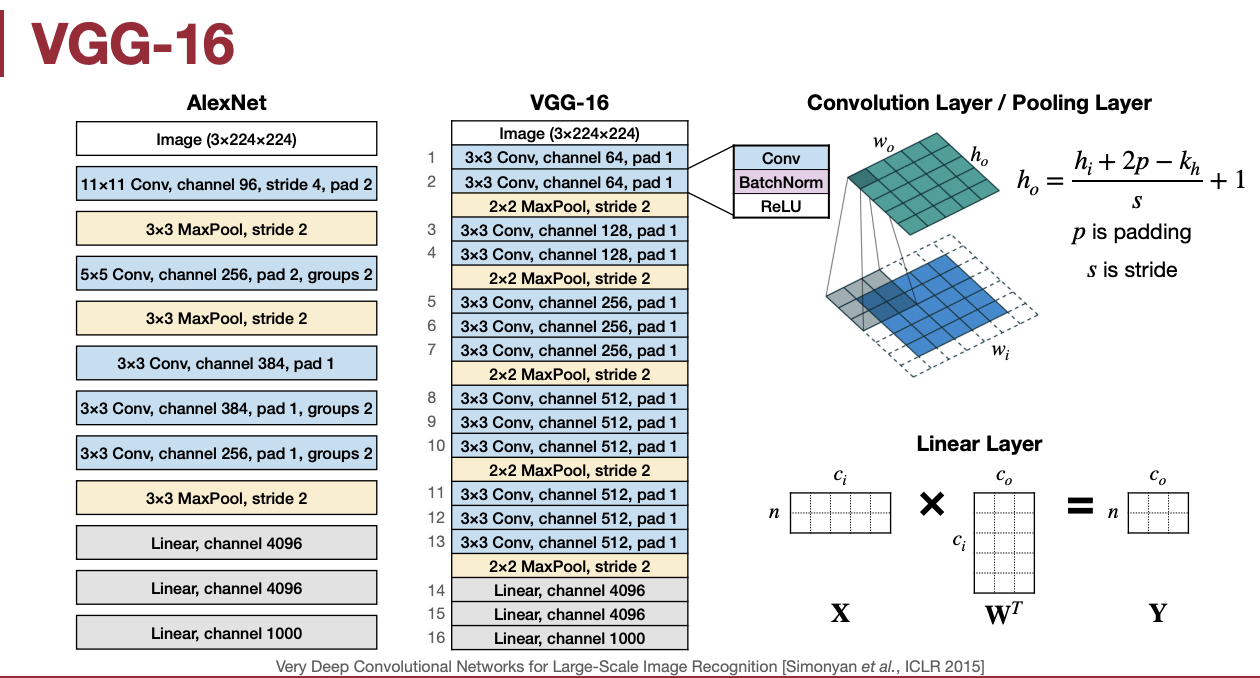 VGG-16
AlexNet
Image (3×224×224)
11×11 Conv, channel 96, stride 4, pad 2
3×3 MaxPool, stride 2
5×5 Conv, channel 256, pad 2, groups 2
3×3 MaxPool, stride 2
3×3 Conv, channel 384, pad 1
3×3 Conv, channel 384, pad 1, groups 2
3×3 Conv, channel 256, pad 1, groups 2
3×3 MaxPool, stride 2
Linear, channel 4096
Linear, channel 4096
Linear, channel 1000
VGG-16
Image (3×224×224)
1 3×3 Conv, channel 64, pad 1
2 3×3 Conv, channel 64, pad 1
2×2 MaxPool, stride 2
3 3×3 Conv, channel 128, pad 1
4 3×3 Conv, channel 128, pad 1
2×2 MaxPool, stride 2
5 3×3 Conv, channel 256, pad 1
6 3×3 Conv, channel 256, pad 1
7 3×3 Conv, channel 256, pad 1
2×2 MaxPool, stride 2
8 3×3 Conv, channel 512, pad 1
9 3×3 Conv, channel 512, pad 1
10 3×3 Conv, channel 512, pad 1
2×2 MaxPool, stride 2
11 3×3 Conv, channel 512, pad 1
12 3×3 Conv, channel 512, pad 1
13 3×3 Conv, channel 512, pad 1
2×2 MaxPool, stride 2
14 Linear, channel 4096
15 Linear, channel 4096
16 Linear, channel 1000
Conv
BatchNorm
ReLU
Convolution Layer / Pooling Layer
w_o
h_o
w_i
h_o = (h_i + 2p − k_h) / s + 1
p is padding
s is stride
Linear Layer
c_i c_o c_o
n × = n
c_i
X W^T Y
Very Deep Convolutional Networks for Large-Scale Image Recognition [Simonyan et al., ICLR 2015]